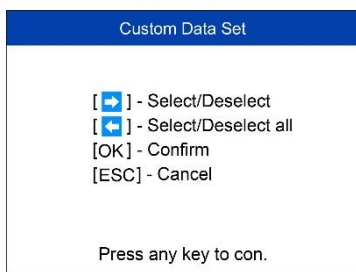 Custom Data Set
[➡] - Select/Deselect
[⬅] - Select/Deselect all
[OK] - Confirm
[ESC] - Cancel
Press any key to con.